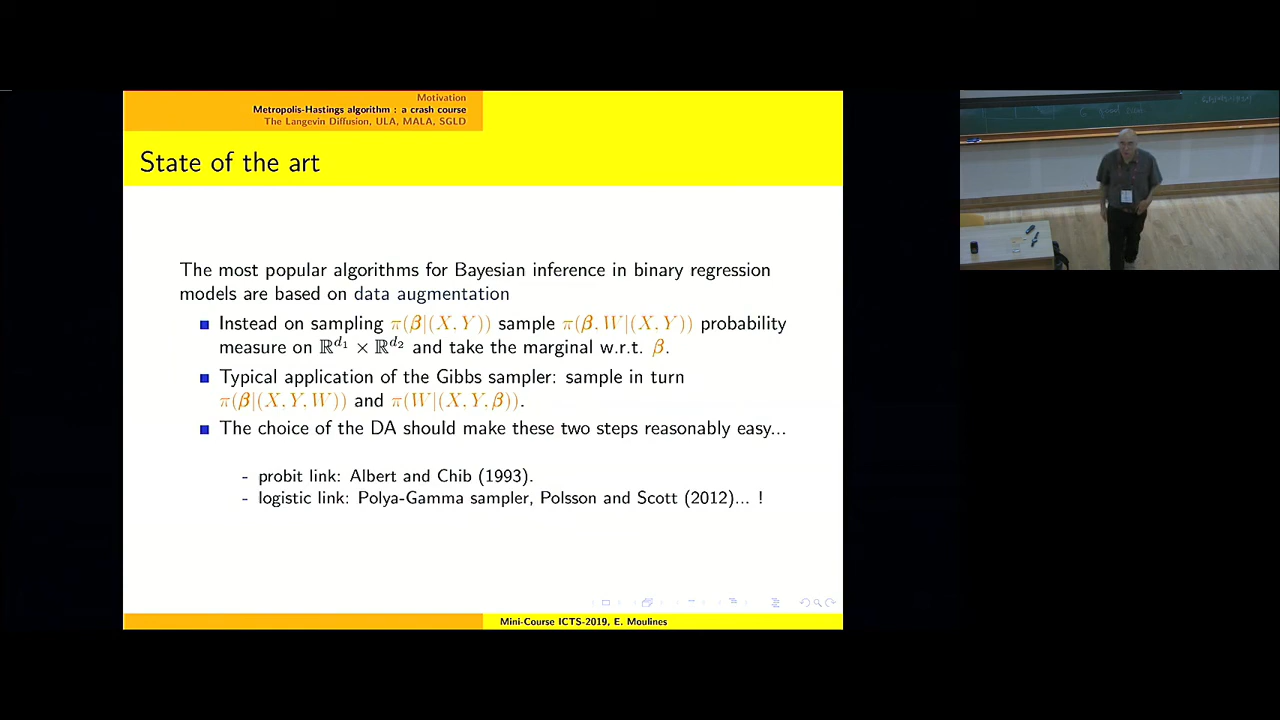 Motivation
Metropolis-Hastings algorithm : a crash course
The Langevin Diffusion, ULA, MALA, SGLD
State of the art
The most popular algorithms for Bayesian inference in binary regression
models are based on data augmentation
Instead on sampling π(β|(X,Y)) sample π(β,W|(X,Y)) probability
measure on ℝ^{d₁} × ℝ^{d₂} and take the marginal w.r.t. β.
Typical application of the Gibbs sampler: sample in turn
π(β|(X,Y,W)) and π(W|(X,Y,β)).
The choice of the DA should make these two steps reasonably easy...
- probit link: Albert and Chib (1993).
- logistic link: Polya-Gamma sampler, Polsson and Scott (2012)... !
Mini-Course ICTS-2019, E. Moulines